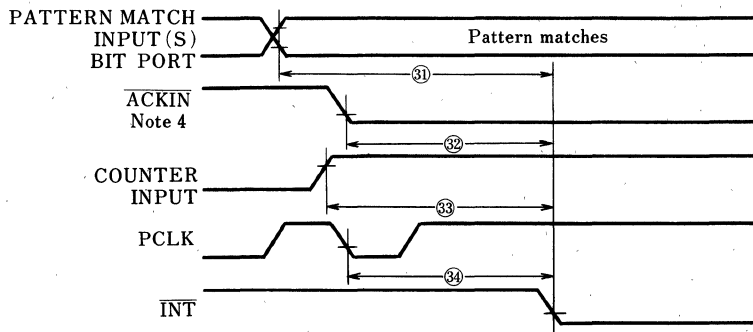 PATTERN MATCH
INPUT(S)
BIT PORT
Pattern matches
㉛
ACKIN
Note 4
㉜
COUNTER
INPUT
㉝
PCLK
㉞
INT